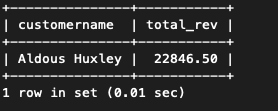 +---------------+-----------+
| customername  | total_rev |
+---------------+-----------+
| Aldous Huxley |  22846.50 |
+---------------+-----------+
1 row in set (0.01 sec)